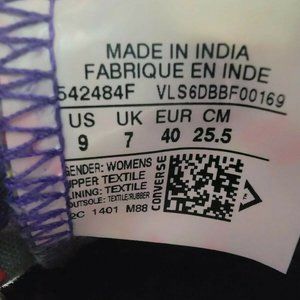 MADE IN INDIA
FABRIQUE EN INDE
542484F VLS6DBBF00169
US UK EUR CM
9 7 40 25.5
GENDER: WOMENS
UPPER: TEXTILE
LINING: TEXTILE
OUTSOLE: TEXTILE/RUBBER
2C 1401 M88
CONVERSE